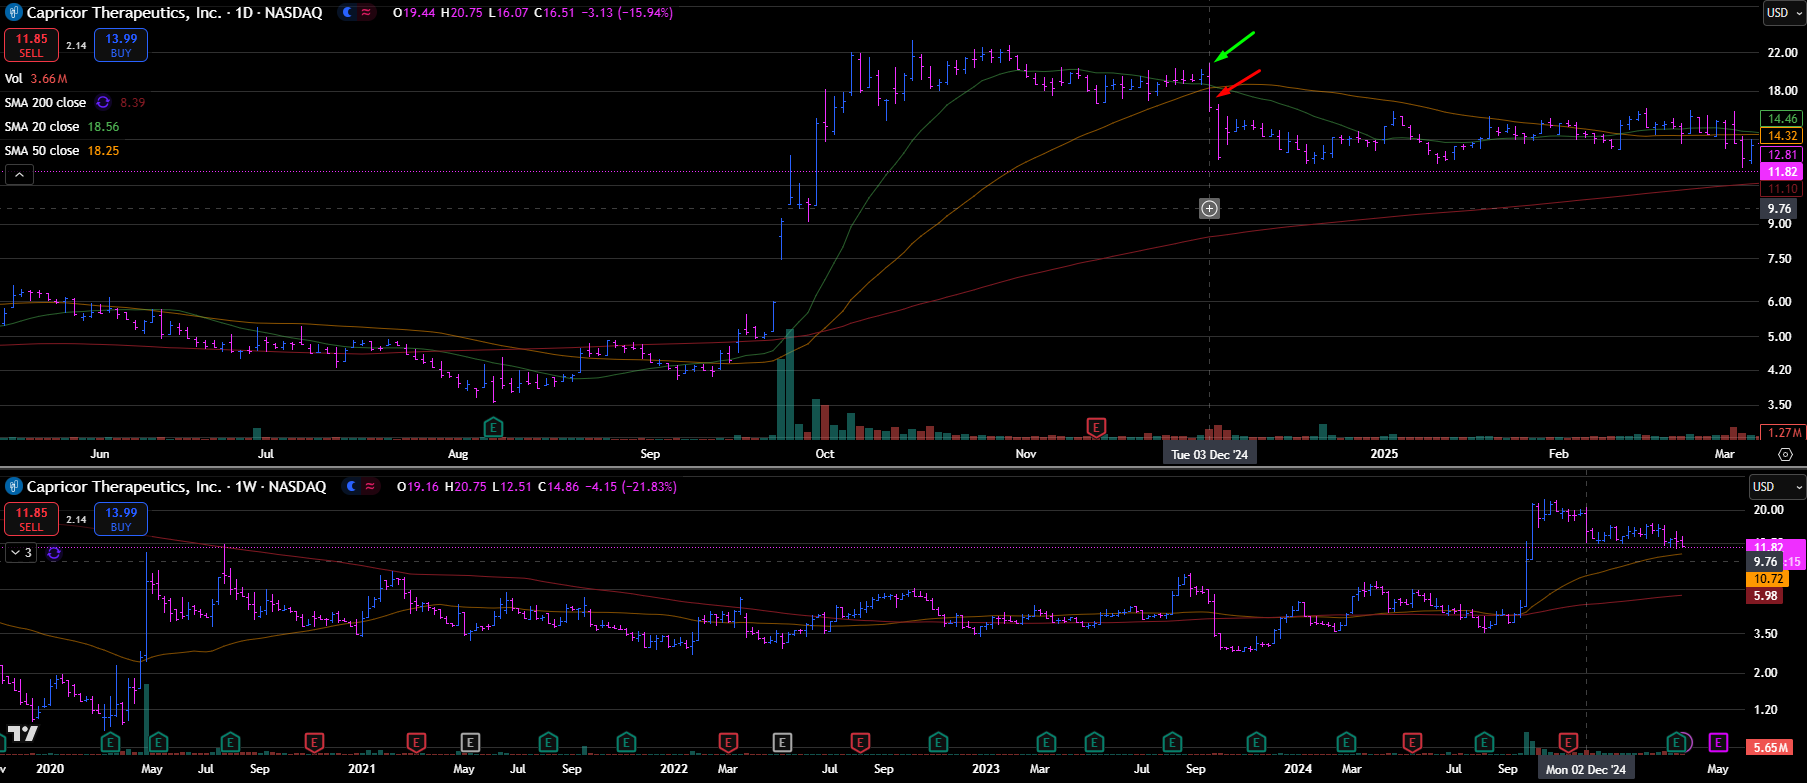 Capricor Therapeutics, Inc. · 1D · NASDAQ O19.44 H20.75 L16.07 C16.51 −3.13 (−15.94%)
USD
11.85 SELL 2.14 13.99 BUY
Vol 3.66M
SMA 200 close 8.39
SMA 20 close 18.56
SMA 50 close 18.25
22.00
18.00
14.46
14.32
12.81
11.82
11.10
9.76
9.00
7.50
6.00
5.00
4.20
3.50
1.27M
E E
Jun Jul Aug Sep Oct Nov Tue 03 Dec '24 2025 Feb Mar
Capricor Therapeutics, Inc. · 1W · NASDAQ O19.16 H20.75 L12.51 C14.86 −4.15 (−21.83%)
USD
11.85 SELL 2.14 13.99 BUY
3
20.00
11.82
9.76 :15
10.72
5.98
3.50
2.00
1.20
E E E E E E E E E E E E E E E E E E E E E E
5.65M
2020 May Jul Sep 2021 May Jul Sep 2022 Mar Jul Sep 2023 Mar Jul Sep 2024 Mar Jul Sep Mon 02 Dec '24 May